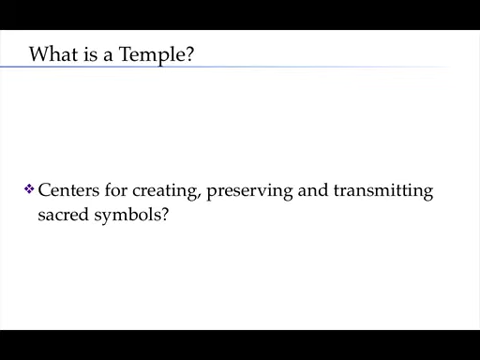 What is a Temple?
❖ Centers for creating, preserving and transmitting
sacred symbols?